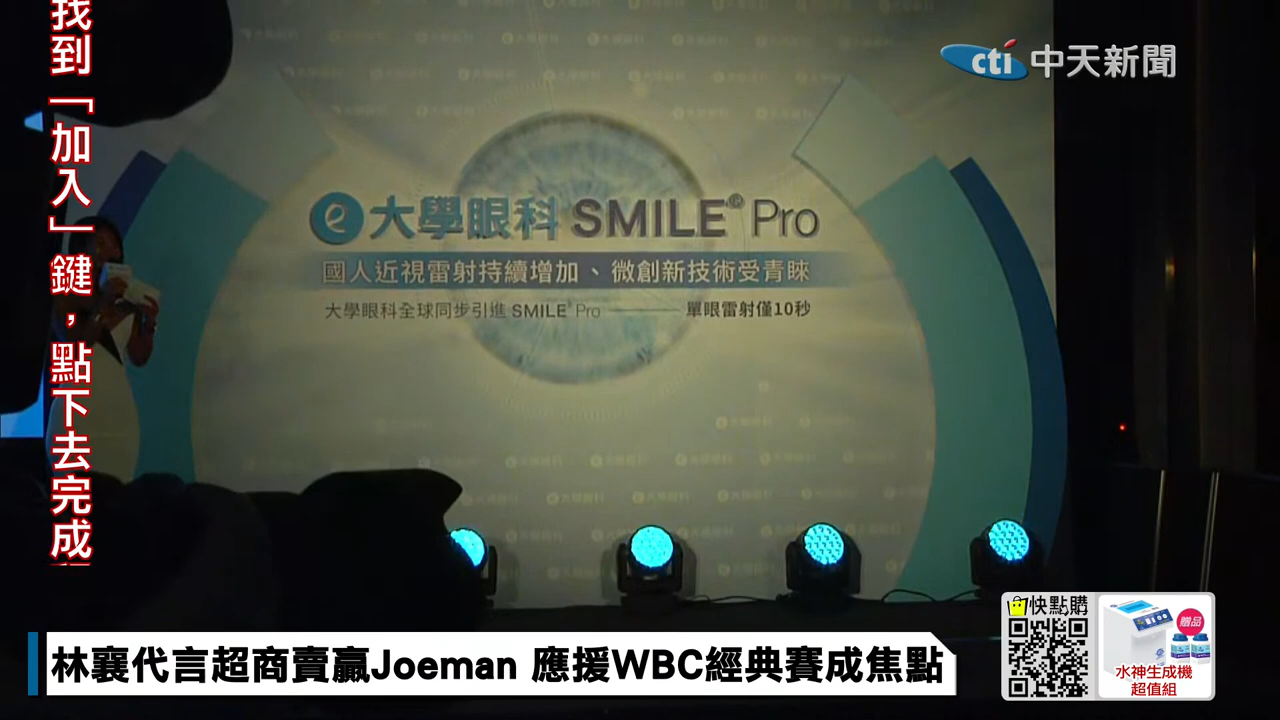 找到「加入」鍵，點下去完成
cti 中天新聞
e 大學眼科 SMILE® Pro
國人近視雷射持續增加、微創新技術受青睞
大學眼科全球同步引進 SMILE® Pro —— 單眼雷射僅10秒
快點購
贈品
水神生成機
超值組
林襄代言超商賣贏Joeman 應援WBC經典賽成焦點